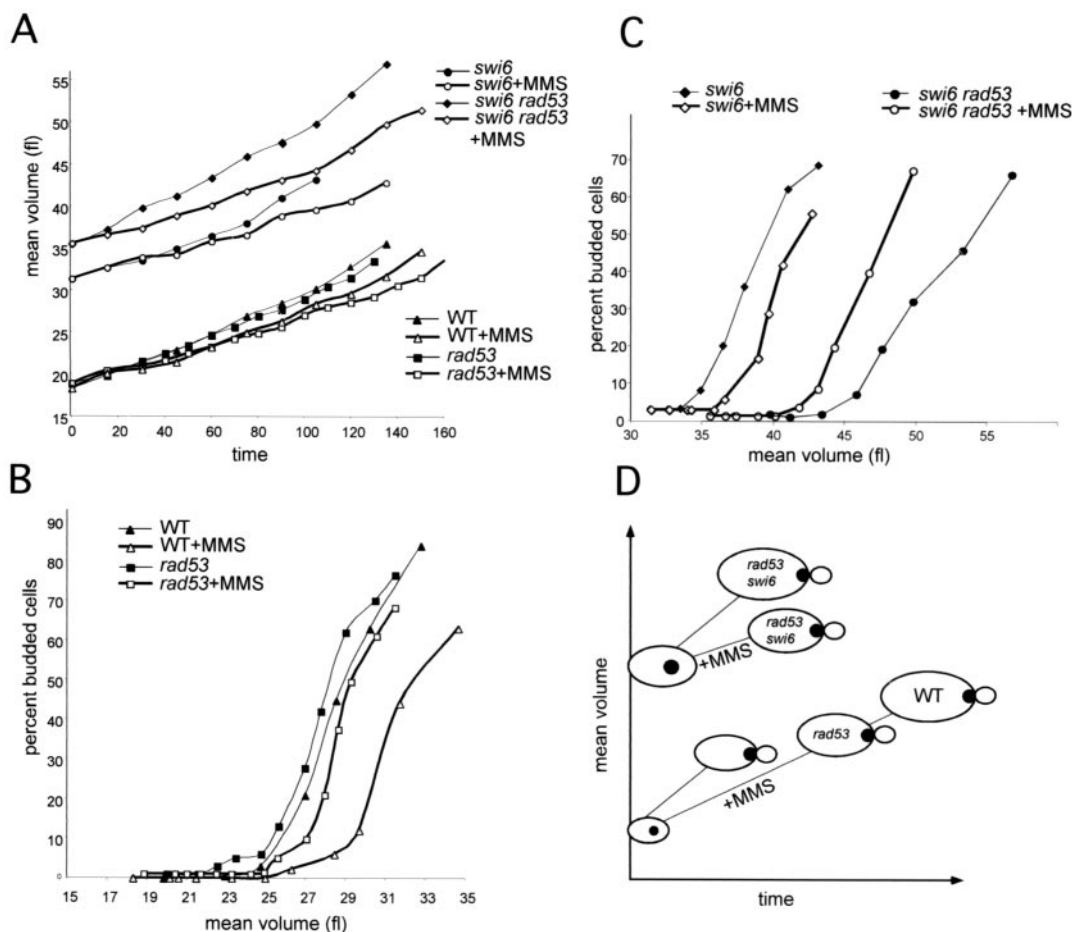 A
swi6
swi6+MMS
swi6 rad53
swi6 rad53
+MMS
55
50
45
40
35
30
25
20
15
mean volume (fl)
WT
WT+MMS
rad53
rad53+MMS
0 20 40 60 80 100 120 140 160
time
B
WT
WT+MMS
rad53
rad53+MMS
90
80
70
60
50
40
30
20
10
0
percent budded cells
15 17 19 21 23 25 27 29 31 33 35
mean volume (fl)
C
swi6
swi6+MMS
swi6 rad53
swi6 rad53 +MMS
70
60
50
40
30
20
10
0
percent budded cells
30 35 40 45 50 55
mean volume (fl)
D
rad53
swi6
rad53
swi6
+MMS
WT
rad53
+MMS
mean volume
time